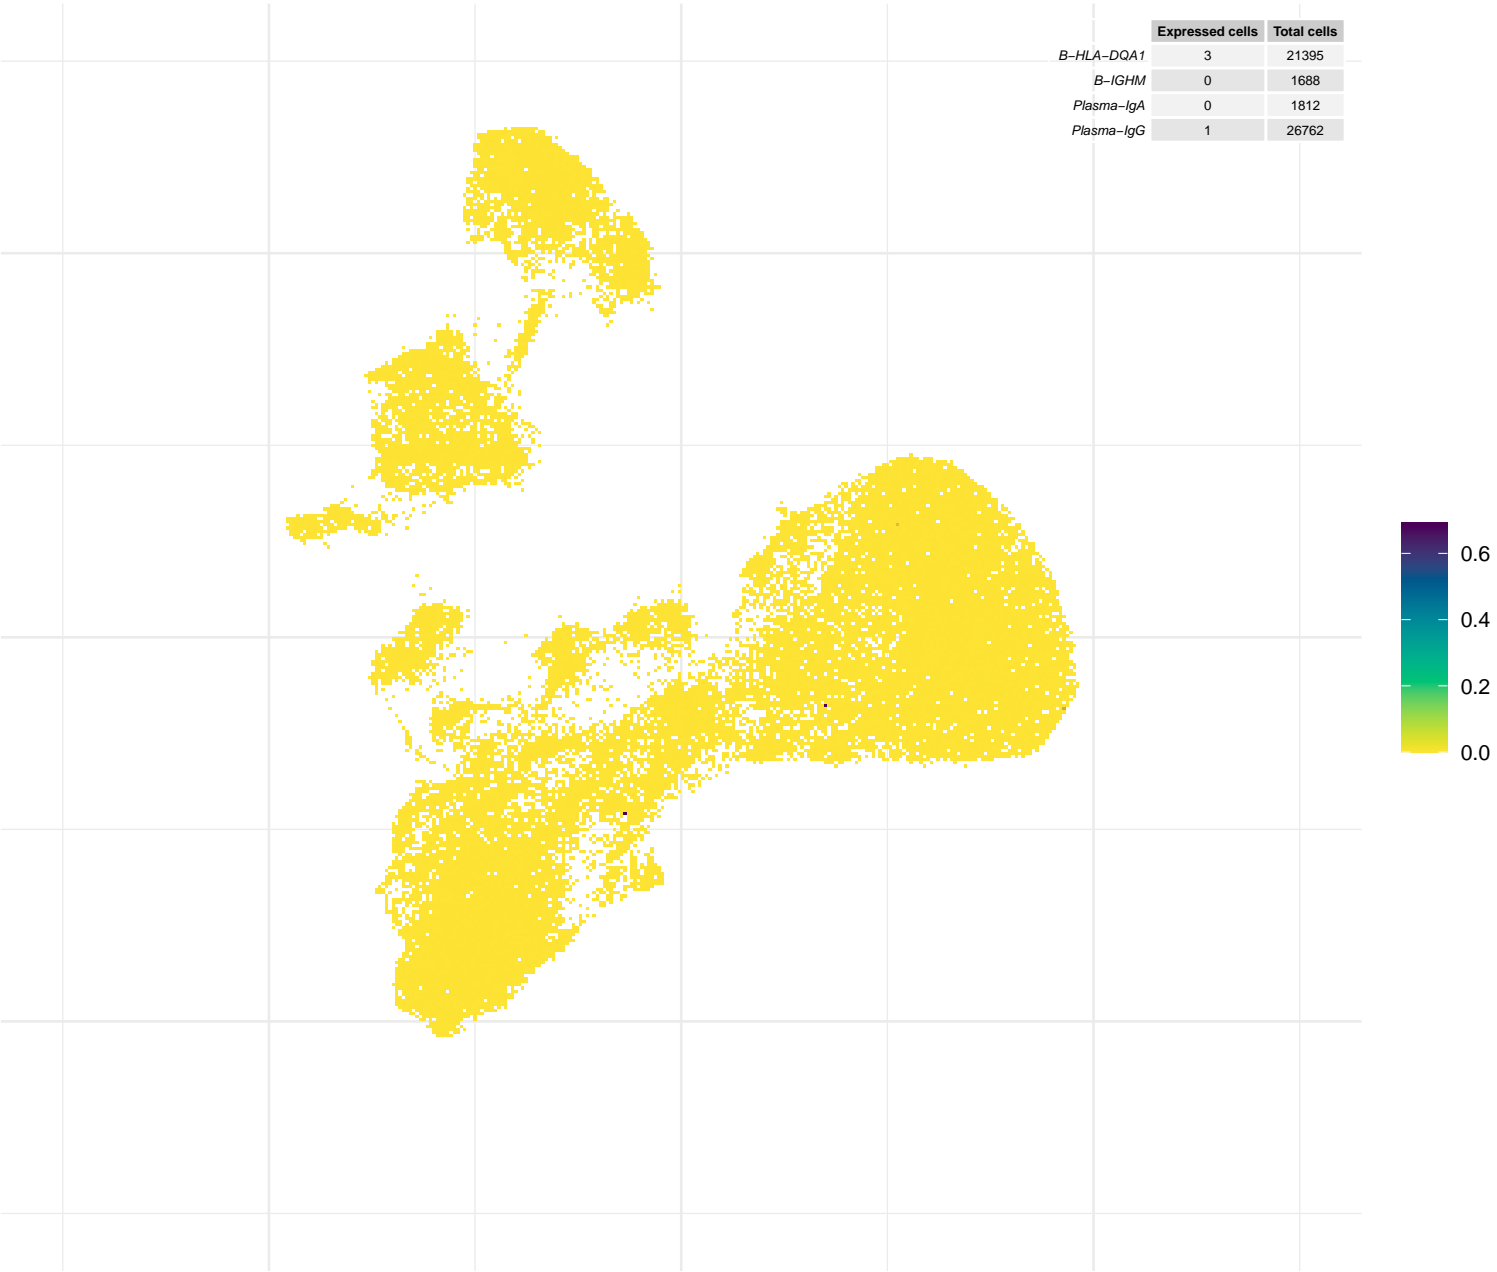 Expressed cells Total cells
B−HLA−DQA1 3 21395
B−IGHM 0 1688
Plasma−IgA 0 1812
Plasma−IgG 1 26762
0.6
0.4
0.2
0.0